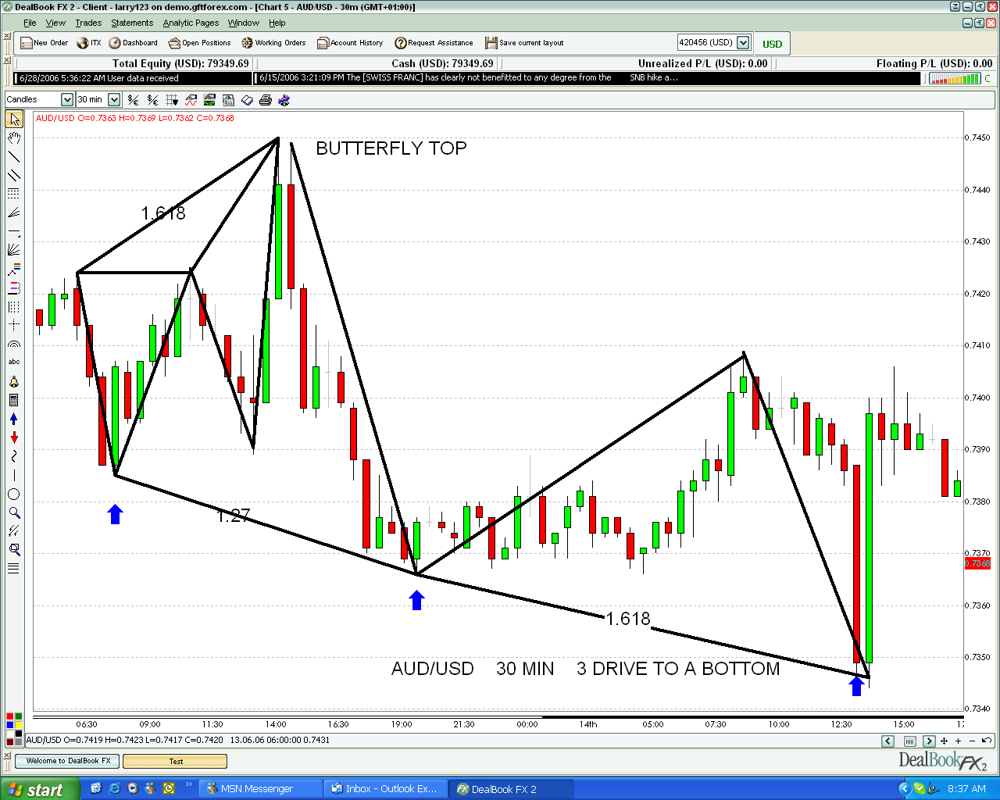 DealBook FX 2 - Client - larry123 on demo.gftforex.com - [Chart 5 - AUD/USD - 30m (GMT+01:00)]
File View Trades Statements Analytic Pages Window Help
New Order ITX Dashboard Open Positions Working Orders Account History Request Assistance Save current layout 420456 (USD) USD
Total Equity (USD): 79349.69 Cash (USD): 79349.69 Unrealized P/L (USD): 0.00 Floating P/L (USD): 0.00
6/28/2006 5:36:22 AM User data received 6/15/2006 3:21:09 PM The [SWISS FRANC] has clearly not benefitted to any degree from the SNB hike a... C
Candles 30 min
AUD/USD O=0.7363 H=0.7369 L=0.7362 C=0.7368
BUTTERFLY TOP
1.618
1.27
1.618
AUD/USD 30 MIN 3 DRIVE TO A BOTTOM
abc
0.7450
0.7440
0.7430
0.7420
0.7410
0.7400
0.7390
0.7380
0.7370
0.7368
0.7360
0.7350
0.7340
06:30 09:00 11:30 14:00 16:30 19:00 21:30 00:00 14th 05:00 07:30 10:00 12:30 15:00 17
AUD/USD O=0.7419 H=0.7423 L=0.7417 C=0.7420 13.06.06 06:00:00 0.7431
Welcome to DealBook FX Test
DealBook FX 2
start MSN Messenger Inbox - Outlook Ex... DealBook FX 2 8:37 AM